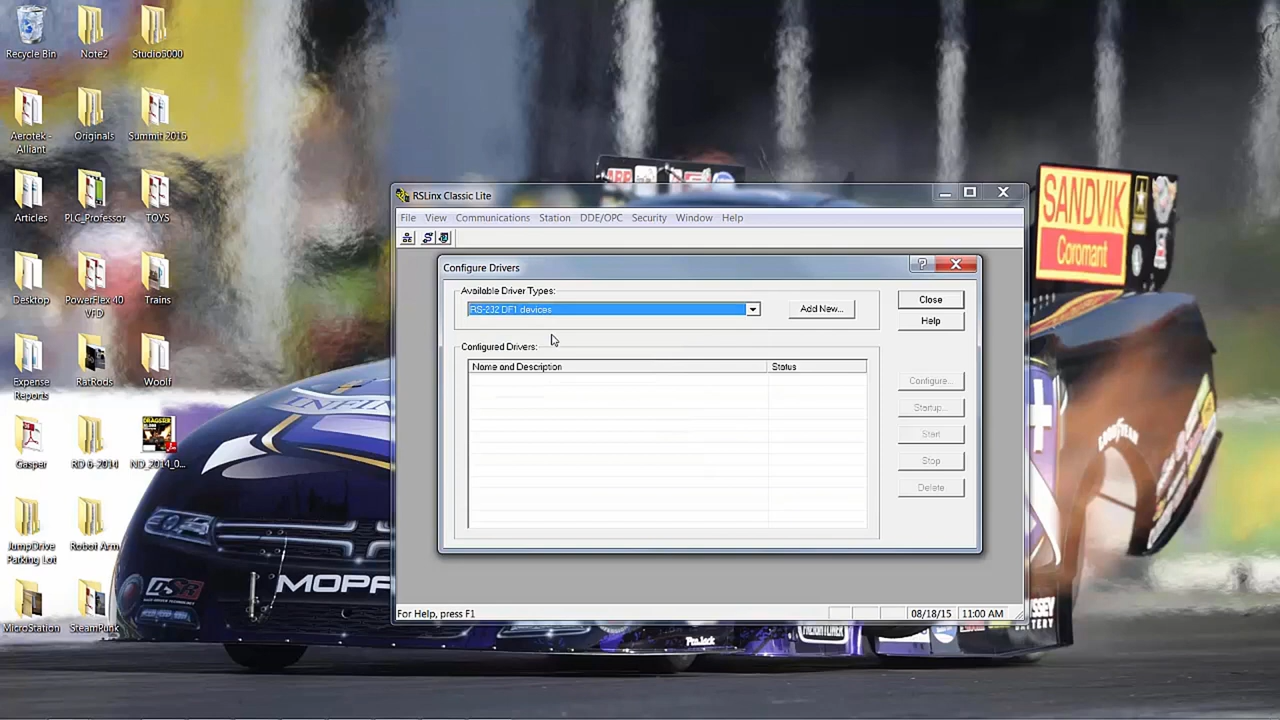 Recycle Bin
Note2
Studio5000
Aerotek - Alliant
Originals
Summit 2015
Articles
PLC_Professor
TOYS
Desktop
PowerFlex 40 VFD
Trains
Expense Reports
RatRods
Woolf
Gasper
RD 6-2014
ND_2014_0...
JumpDrive Parking Lot
Robot Arm
MicroStation
SteamPunk
RSLinx Classic Lite
File View Communications Station DDE/OPC Security Window Help
Configure Drivers
Available Driver Types:
RS-232 DF1 devices
Add New...
Close
Help
Configured Drivers:
Name and Description
Status
Configure...
Startup...
Start
Stop
Delete
For Help, press F1
08/18/15
11:00 AM
SANDVIK
Coromant
GOODYEAR
MOPA